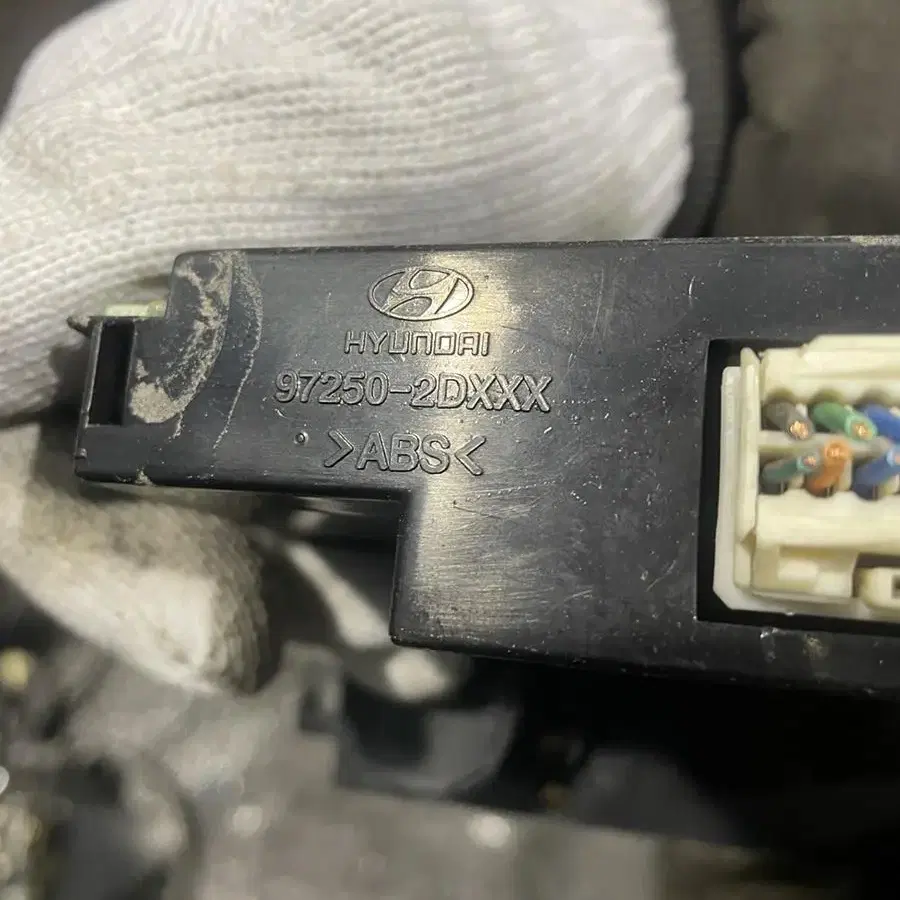 HYUNDAI
97250-2DXXX
>ABS<